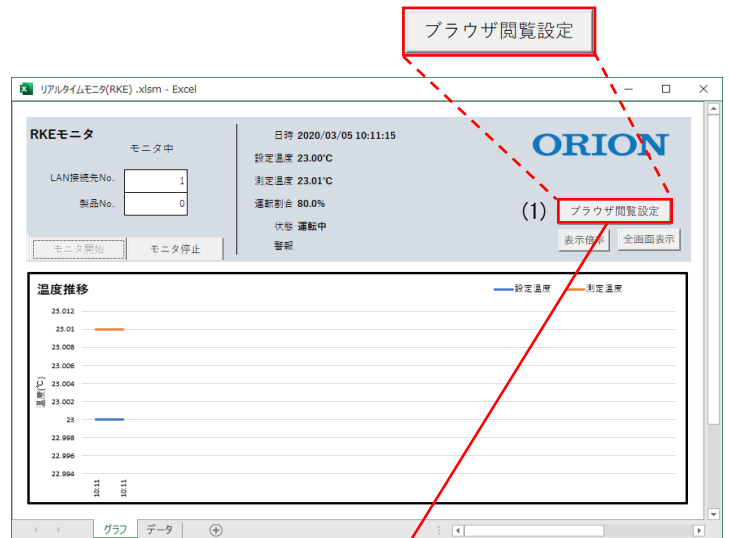 ブラウザ閲覧設定
リアルタイムモニタ(RKE) .xlsm - Excel
RKEモニタ
モニタ中
LAN接続先No.
1
製品No.
0
モニタ開始
モニタ停止
日時 2020/03/05 10:11:15
設定温度 23.00℃
測定温度 23.01℃
運転割合 80.0%
状態 運転中
警報
ORION
(1)
ブラウザ閲覧設定
表示倍率
全画面表示
温度推移
設定温度
測定温度
温度(℃)
23.012
23.01
23.008
23.006
23.004
23.002
23
22.998
22.996
22.994
10:11
10:11
グラフ
データ